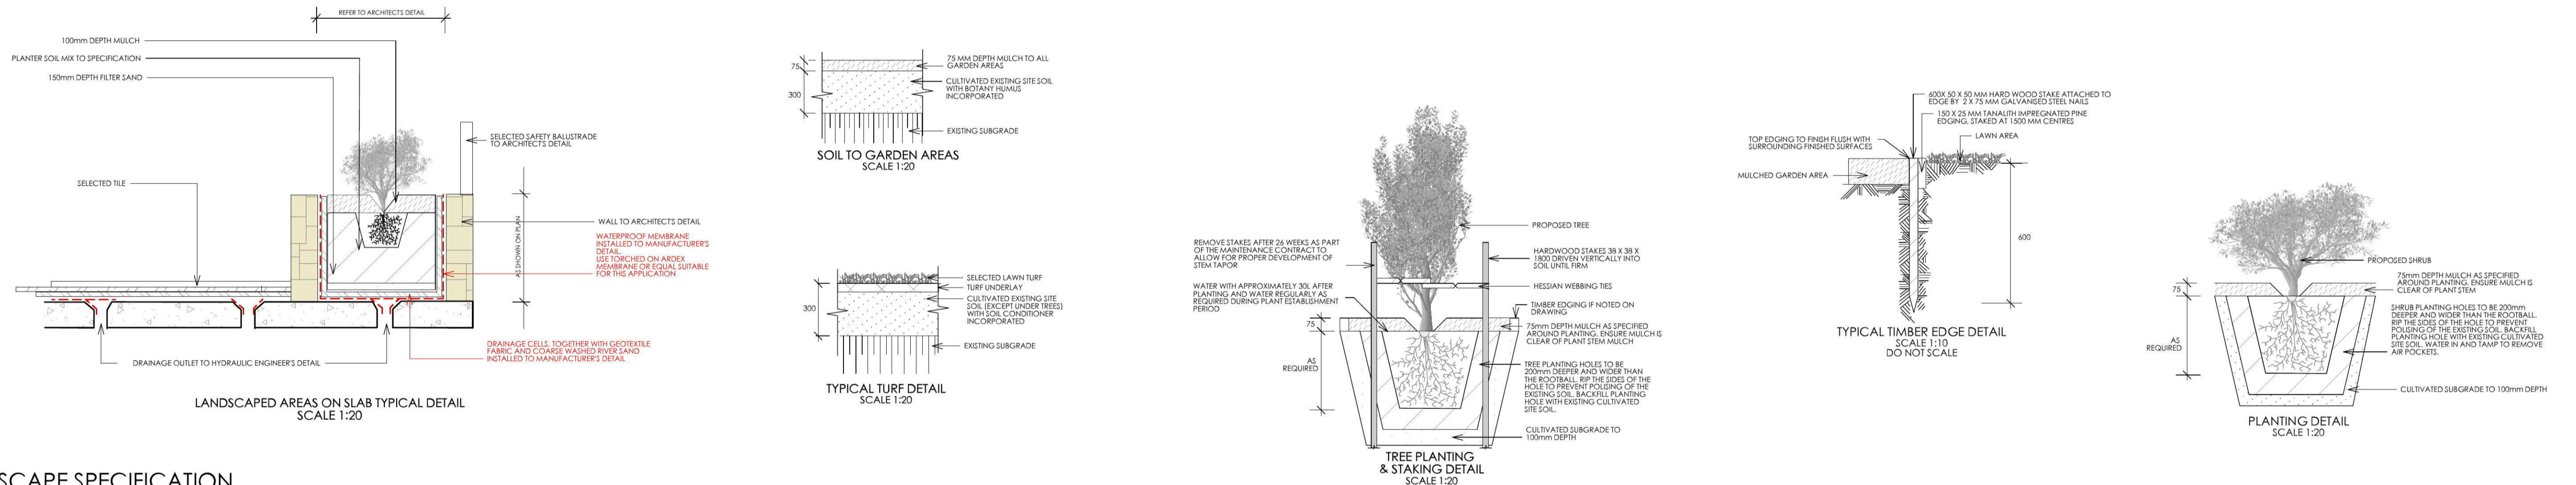 REFER TO ARCHITECTS DETAIL
100mm DEPTH MULCH
PLANTER SOIL MIX TO SPECIFICATION
150mm DEPTH FILTER SAND
SELECTED TILE
SELECTED SAFETY BALUSTRADE
TO ARCHITECTS DETAIL
AS SHOWN ON PLAN
WALL TO ARCHITECTS DETAIL
WATERPROOF MEMBRANE
INSTALLED TO MANUFACTURER'S
DETAIL.
USE TORCHED ON ARDEX
MEMBRANE OR EQUAL SUITABLE
FOR THIS APPLICATION
DRAINAGE CELLS, TOGETHER WITH GEOTEXTILE
FABRIC AND COARSE WASHED RIVER SAND
INSTALLED TO MANUFACTURER'S DETAIL
DRAINAGE OUTLET TO HYDRAULIC ENGINEER'S DETAIL
LANDSCAPED AREAS ON SLAB TYPICAL DETAIL
SCALE 1:20
75
300
75 MM DEPTH MULCH TO ALL
GARDEN AREAS
CULTIVATED EXISTING SITE SOIL
WITH BOTANY HUMUS
INCORPORATED
EXISTING SUBGRADE
SOIL TO GARDEN AREAS
SCALE 1:20
300
SELECTED LAWN TURF
TURF UNDERLAY
CULTIVATED EXISTING SITE
SOIL (EXCEPT UNDER TREES)
WITH SOIL CONDITIONER
INCORPORATED
EXISTING SUBGRADE
TYPICAL TURF DETAIL
SCALE 1:20
REMOVE STAKES AFTER 26 WEEKS AS PART
OF THE MAINTENANCE CONTRACT TO
ALLOW FOR PROPER DEVELOPMENT OF
STEM TAPOR
WATER WITH APPROXIMATELY 30L AFTER
PLANTING AND WATER REGULARLY AS
REQUIRED DURING PLANT ESTABLISHMENT
PERIOD
75
AS
REQUIRED
PROPOSED TREE
HARDWOOD STAKES 38 X 38 X
1800 DRIVEN VERTICALLY INTO
SOIL UNTIL FIRM
HESSIAN WEBBING TIES
TIMBER EDGING IF NOTED ON
DRAWING
75mm DEPTH MULCH AS SPECIFIED
AROUND PLANTING. ENSURE MULCH IS
CLEAR OF PLANT STEM MULCH
TREE PLANTING HOLES TO BE
200mm DEEPER AND WIDER THAN
THE ROOTBALL. RIP THE SIDES OF THE
HOLE TO PREVENT POLISING OF THE
EXISTING SOIL. BACKFILL PLANTING
HOLE WITH EXISTING CULTIVATED
SITE SOIL.
CULTIVATED SUBGRADE TO
100mm DEPTH
TREE PLANTING
& STAKING DETAIL
SCALE 1:20
600X 50 X 50 MM HARD WOOD STAKE ATTACHED TO
EDGE BY 2 X 75 MM GALVANISED STEEL NAILS
150 X 25 MM TANALITH IMPREGNATED PINE
EDGING, STAKED AT 1500 MM CENTRES
LAWN AREA
TOP EDGING TO FINISH FLUSH WITH
SURROUNDING FINISHED SURFACES
MULCHED GARDEN AREA
600
TYPICAL TIMBER EDGE DETAIL
SCALE 1:10
DO NOT SCALE
75
AS
REQUIRED
PROPOSED SHRUB
75mm DEPTH MULCH AS SPECIFIED
AROUND PLANTING. ENSURE MULCH IS
CLEAR OF PLANT STEM
SHRUB PLANTING HOLES TO BE 200mm
DEEPER AND WIDER THAN THE ROOTBALL.
RIP THE SIDES OF THE HOLE TO PREVENT
POLISING OF THE EXISTING SOIL. BACKFILL
PLANTING HOLE WITH EXISTING CULTIVATED
SITE SOIL. WATER IN AND TAMP TO REMOVE
AIR POCKETS.
CULTIVATED SUBGRADE TO 100mm DEPTH
PLANTING DETAIL
SCALE 1:20
SCAPE SPECIFICATION